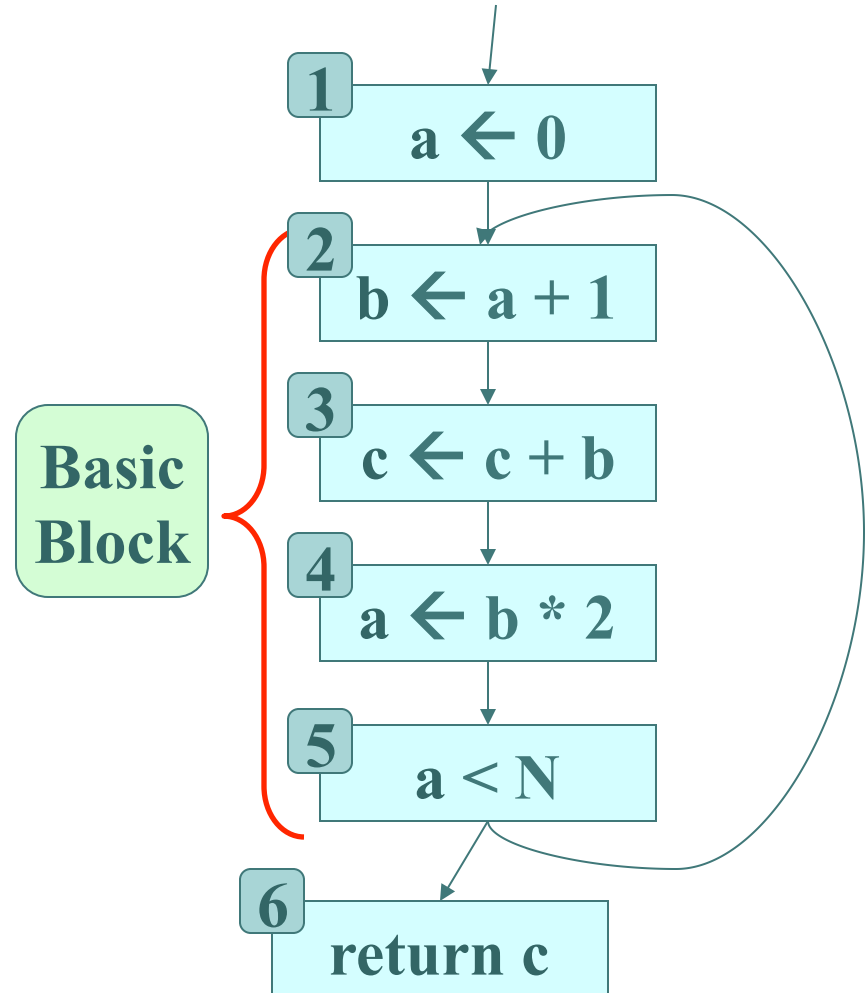 1
a ← 0
2
b ← a + 1
3
c ← c + b
Basic
Block
4
a ← b * 2
5
a < N
6
return c